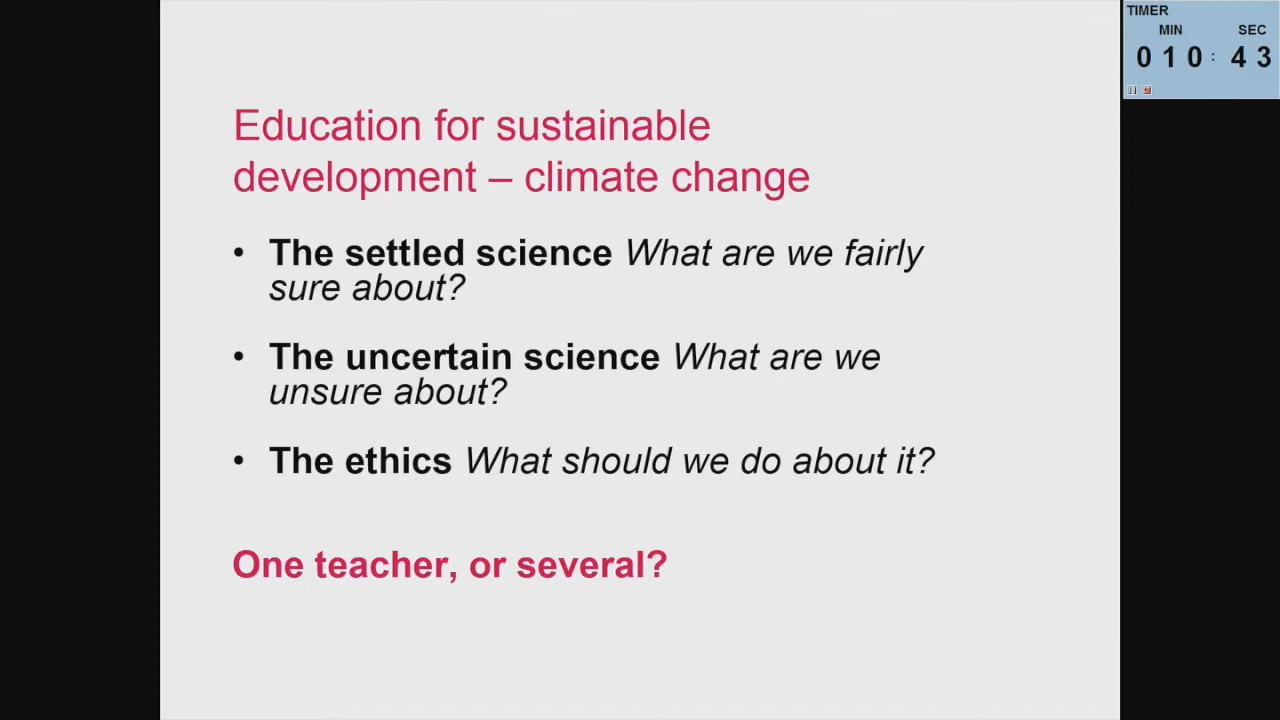 Education for sustainable
development – climate change
• The settled science What are we fairly
sure about?
• The uncertain science What are we
unsure about?
• The ethics What should we do about it?
One teacher, or several?
TIMER
MIN SEC
010:43